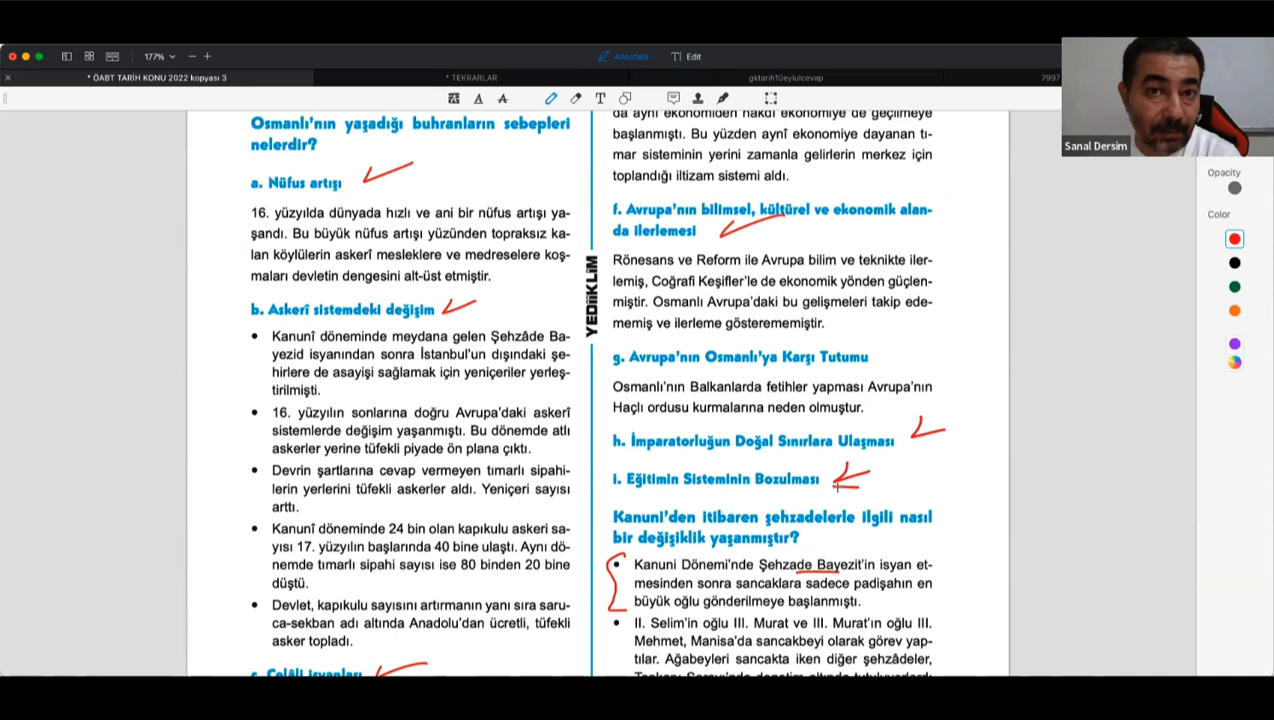 177%
Annotate
Edit
* ÖABT TARİH KONU 2022 kopyası 3
* TEKRARLAR
gktarih10eylulcevap
7997
Sanal Dersim
Opacity
Color
Osmanlı'nın yaşadığı buhranların sebepleri
nelerdir?
a. Nüfus artışı
16. yüzyılda dünyada hızlı ve ani bir nüfus artışı ya-
şandı. Bu büyük nüfus artışı yüzünden topraksız ka-
lan köylülerin askerî mesleklere ve medreselere koş-
maları devletin dengesini alt-üst etmiştir.
b. Askerî sistemdeki değişim
• Kanunî döneminde meydana gelen Şehzâde Ba-
yezid isyanından sonra İstanbul'un dışındaki şe-
hirlere de asayişi sağlamak için yeniçeriler yerleş-
tirilmişti.
• 16. yüzyılın sonlarına doğru Avrupa'daki askerî
sistemlerde değişim yaşanmıştı. Bu dönemde atlı
askerler yerine tüfekli piyade ön plana çıktı.
• Devrin şartlarına cevap vermeyen tımarlı sipahi-
lerin yerlerini tüfekli askerler aldı. Yeniçeri sayısı
arttı.
• Kanunî döneminde 24 bin olan kapıkulu askeri sa-
yısı 17. yüzyılın başlarında 40 bine ulaştı. Aynı dö-
nemde tımarlı sipahi sayısı ise 80 binden 20 bine
düştü.
• Devlet, kapıkulu sayısını artırmanın yanı sıra saru-
ca-sekban adı altında Anadolu'dan ücretli, tüfekli
asker topladı.
c. Celâli isyanları
YEDİİKLİM
da ayni ekonomiden nakdî ekonomiye de geçilmeye
başlanmıştı. Bu yüzden aynî ekonomiye dayanan tı-
mar sisteminin yerini zamanla gelirlerin merkez için
toplandığı iltizam sistemi aldı.
f. Avrupa'nın bilimsel, kültürel ve ekonomik alan-
da ilerlemesi
Rönesans ve Reform ile Avrupa bilim ve teknikte iler-
lemiş, Coğrafi Keşifler'le de ekonomik yönden güçlen-
miştir. Osmanlı Avrupa'daki bu gelişmeleri takip ede-
memiş ve ilerleme gösterememiştir.
g. Avrupa'nın Osmanlı'ya Karşı Tutumu
Osmanlı'nın Balkanlarda fetihler yapması Avrupa'nın
Haçlı ordusu kurmalarına neden olmuştur.
h. İmparatorluğun Doğal Sınırlara Ulaşması
i. Eğitimin Sisteminin Bozulması
Kanuni'den itibaren şehzadelerle ilgili nasıl
bir değişiklik yaşanmıştır?
• Kanuni Dönemi'nde Şehzade Bayezit'in isyan et-
mesinden sonra sancaklara sadece padişahın en
büyük oğlu gönderilmeye başlanmıştı.
• II. Selim'in oğlu III. Murat ve III. Murat'ın oğlu III.
Mehmet, Manisa'da sancakbeyi olarak görev yap-
tılar. Ağabeyleri sancakta iken diğer şehzâdeler,